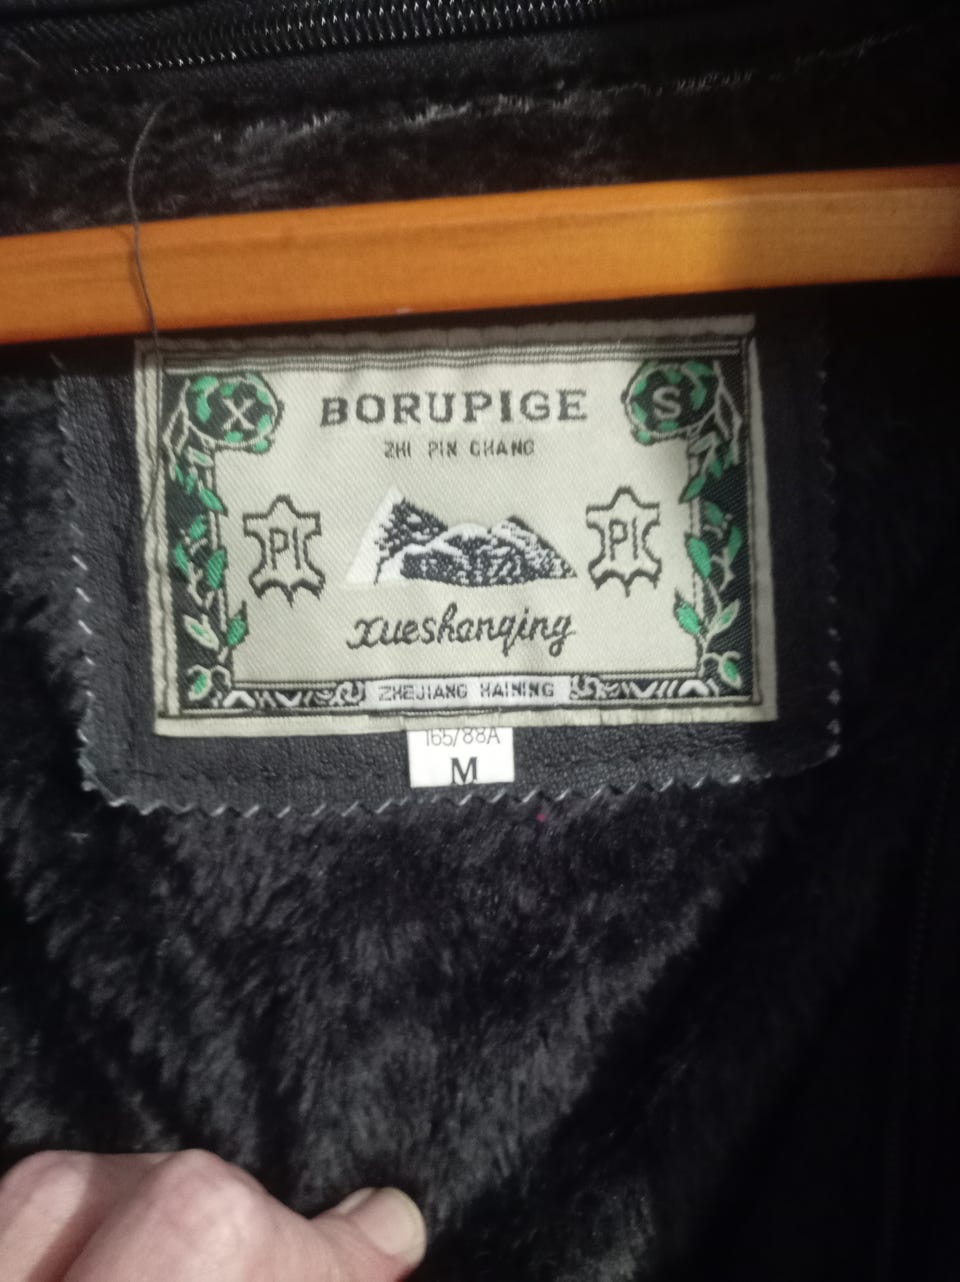 X
BORUPIGE
S
ZHI PIN CHANG
PI
PI
xueshanqing
ZHEJIANG HAINING
165/88A
M